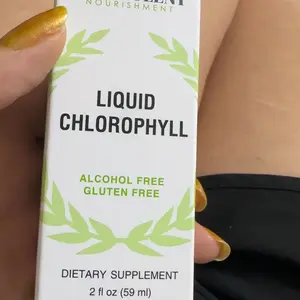 NOURISHMENT
LIQUID
CHLOROPHYLL
ALCOHOL FREE
GLUTEN FREE
DIETARY SUPPLEMENT
2 fl oz (59 ml)